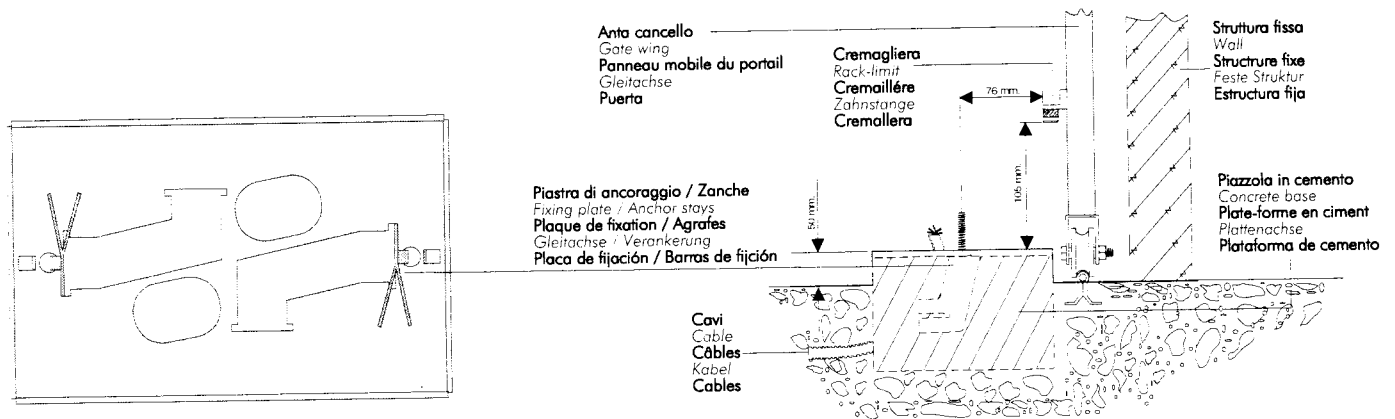 Anta cancello
Gate wing
Panneau mobile du portail
Gleitachse
Puerta
Cremagliera
Rack-limit
Cremaillére
Zahnstange
Cremallera
76 mm.
Struttura fissa
Wall
Structrure fixe
Feste Struktur
Estructura fija
105 mm.
50 mm.
Piastra di ancoraggio / Zanche
Fixing plate / Anchor stays
Plaque de fixation / Agrafes
Gleitachse / Verankerung
Placa de fijación / Barras de fijción
Piazzola in cemento
Concrete base
Plate-forme en ciment
Plattenachse
Plataforma de cemento
Cavi
Cable
Câbles
Kabel
Cables